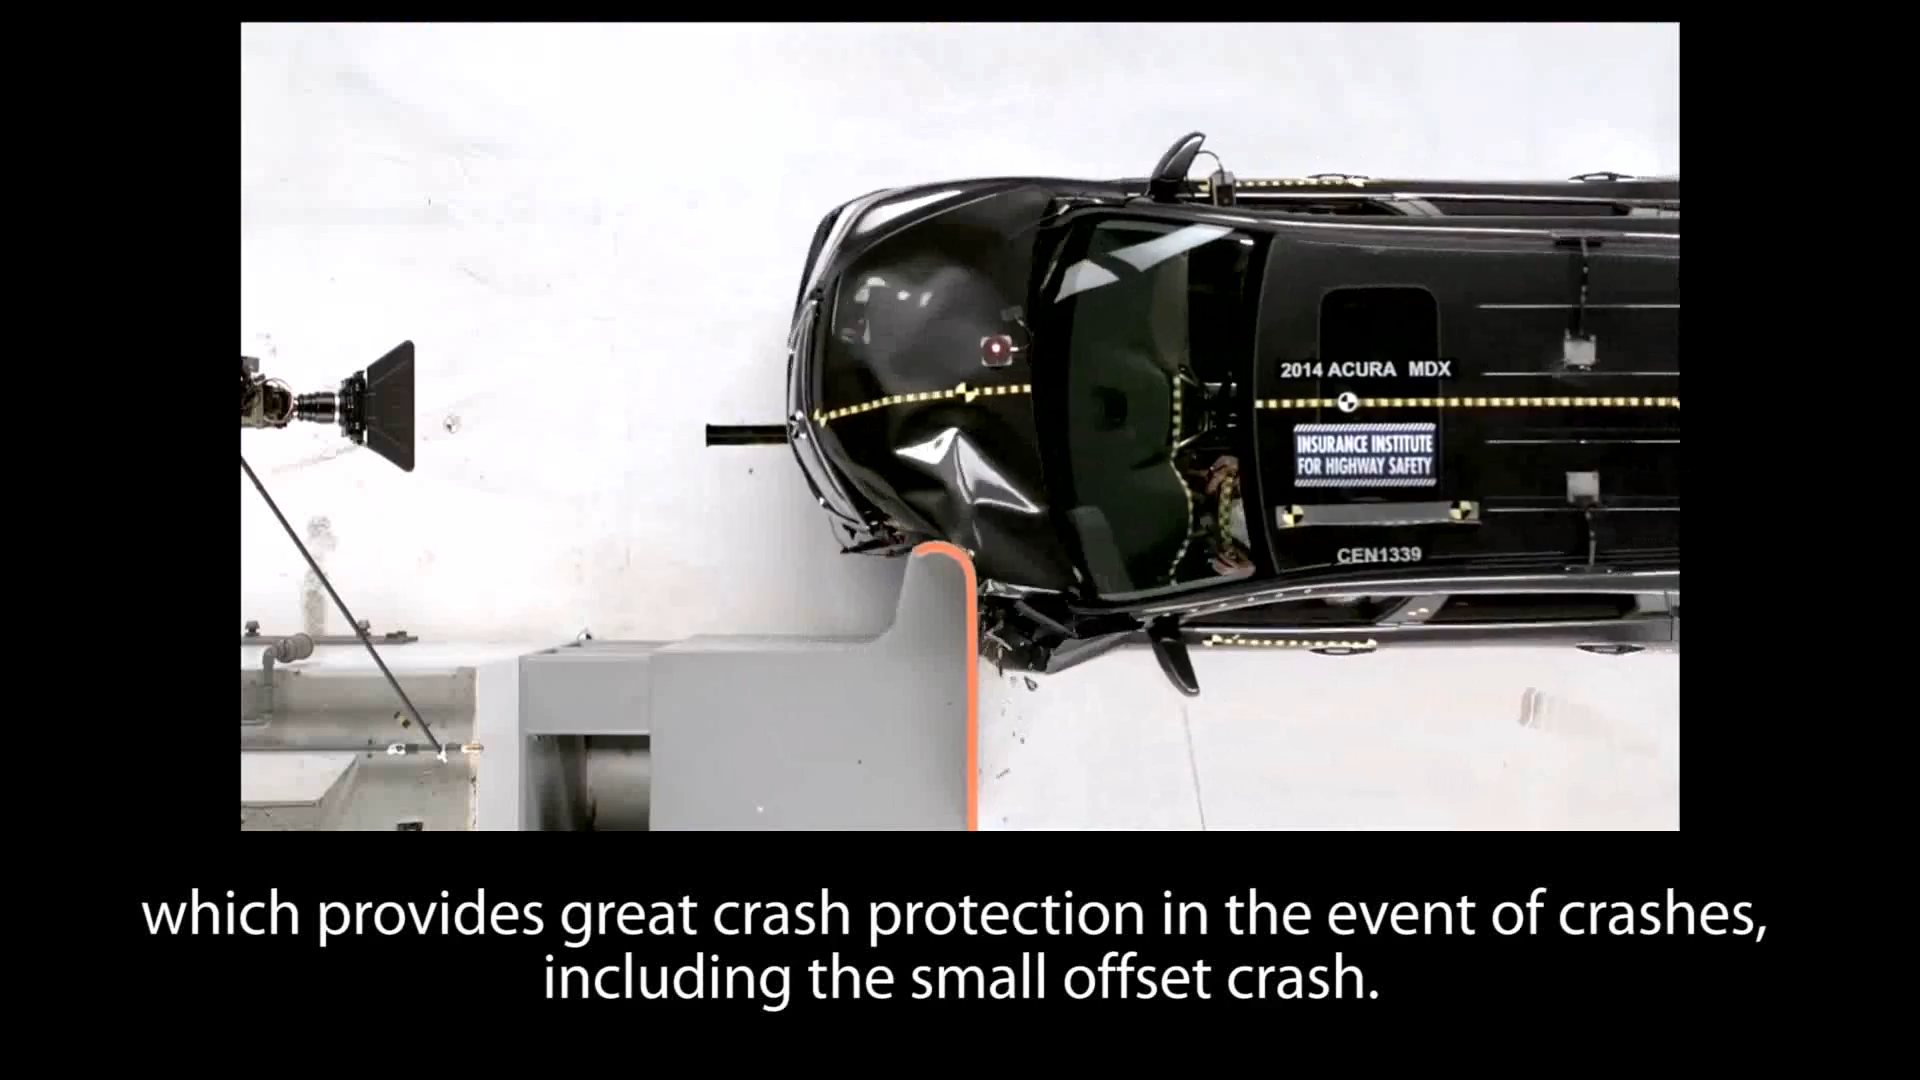 2014 ACURA MDX
INSURANCE INSTITUTE
FOR HIGHWAY SAFETY
CEN1339
which provides great crash protection in the event of crashes,
including the small offset crash.